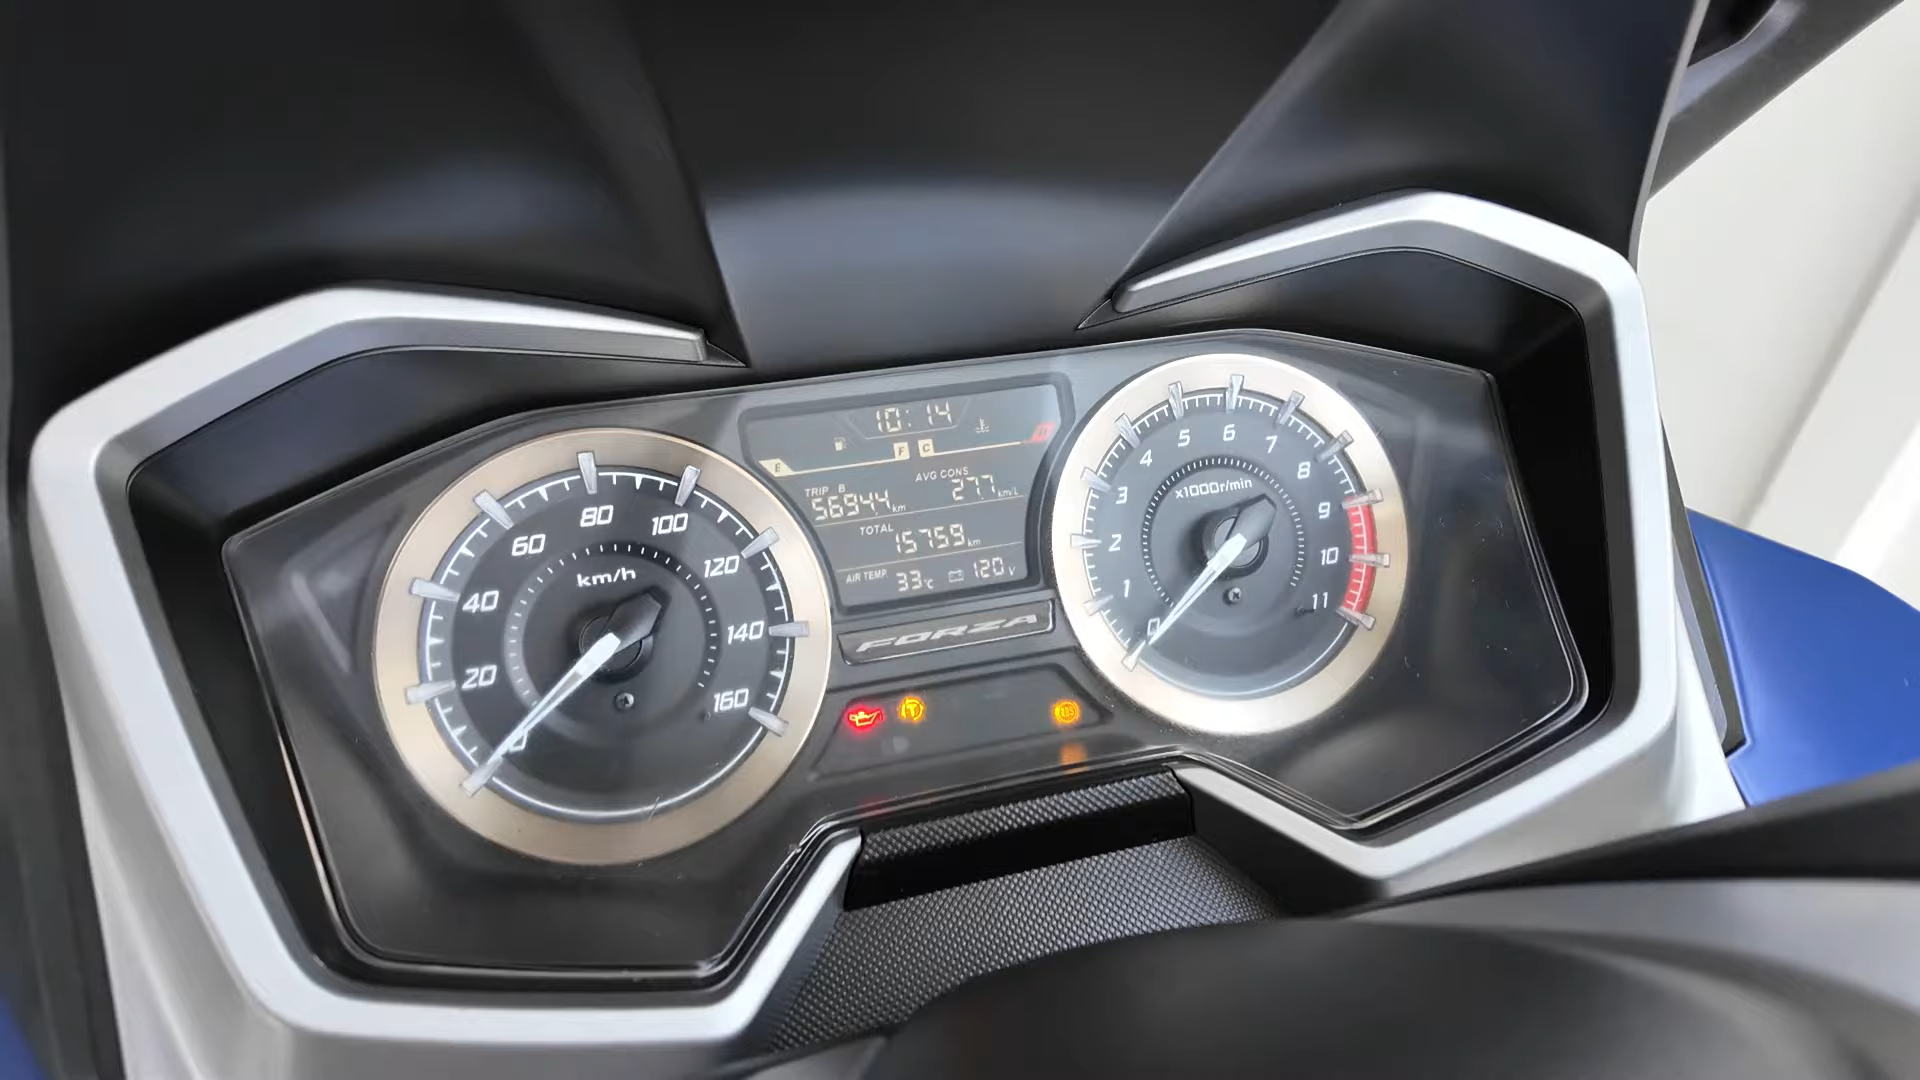 10:14
E F C H
TRIP B AVG CONS
5694.4 km 27.7 km/L
TOTAL
15759 km
AIR TEMP. 33°C 12.0 V
FORZA
km/h
0 20 40 60 80 100 120 140 160
x1000r/min
0 1 2 3 4 5 6 7 8 9 10 11
T